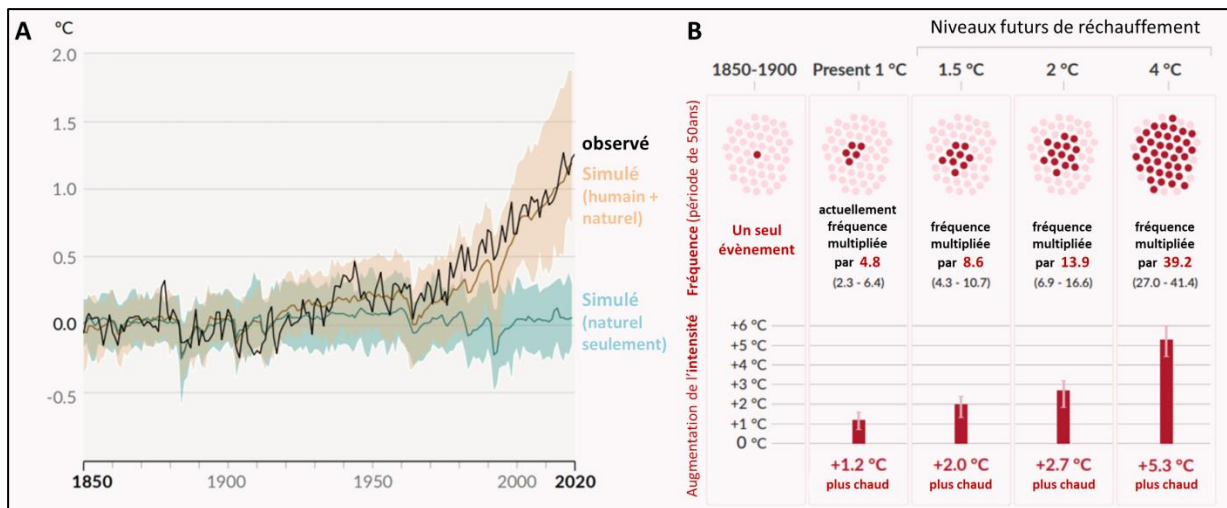 A
°C
2.0
1.5
1.0
0.5
0.0
-0.5
1850
1900
1950
2000
2020
observé
Simulé
(humain +
naturel)
Simulé
(naturel
seulement)
B
Niveaux futurs de réchauffement
1850-1900
Present 1 °C
1.5 °C
2 °C
4 °C
Fréquence (période de 50ans)
Un seul
évènement
actuellement
fréquence
multipliée
par 4.8
(2.3 - 6.4)
fréquence
multipliée
par 8.6
(4.3 - 10.7)
fréquence
multipliée
par 13.9
(6.9 - 16.6)
fréquence
multipliée
par 39.2
(27.0 - 41.4)
Augmentation de l'intensité
+6 °C
+5 °C
+4 °C
+3 °C
+2 °C
+1 °C
0 °C
+1.2 °C
plus chaud
+2.0 °C
plus chaud
+2.7 °C
plus chaud
+5.3 °C
plus chaud